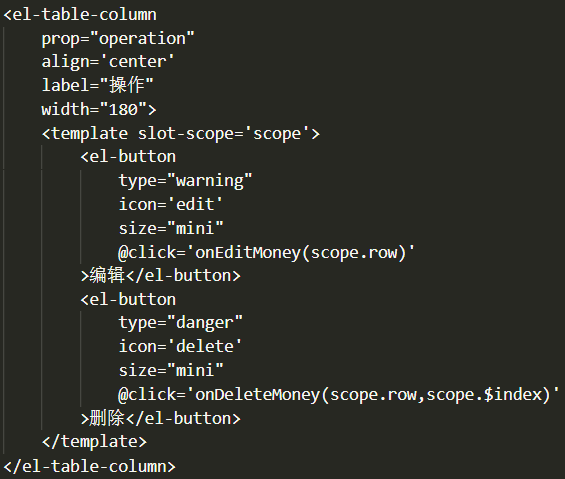 <el-table-column
    prop="operation"
    align='center'
    label="操作"
    width="180">
    <template slot-scope='scope'>
        <el-button
            type="warning"
            icon='edit'
            size="mini"
            @click='onEditMoney(scope.row)'
        >编辑</el-button>
        <el-button
            type="danger"
            icon='delete'
            size="mini"
            @click='onDeleteMoney(scope.row,scope.$index)'
        >删除</el-button>
    </template>
</el-table-column>